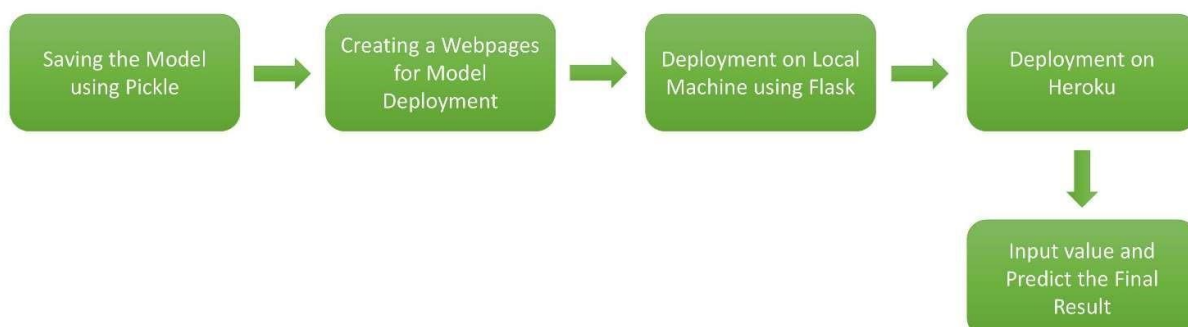 Saving the Model
using Pickle
Creating a Webpages
for Model
Deployment
Deployment on Local
Machine using Flask
Deployment on
Heroku
Input value and
Predict the Final
Result